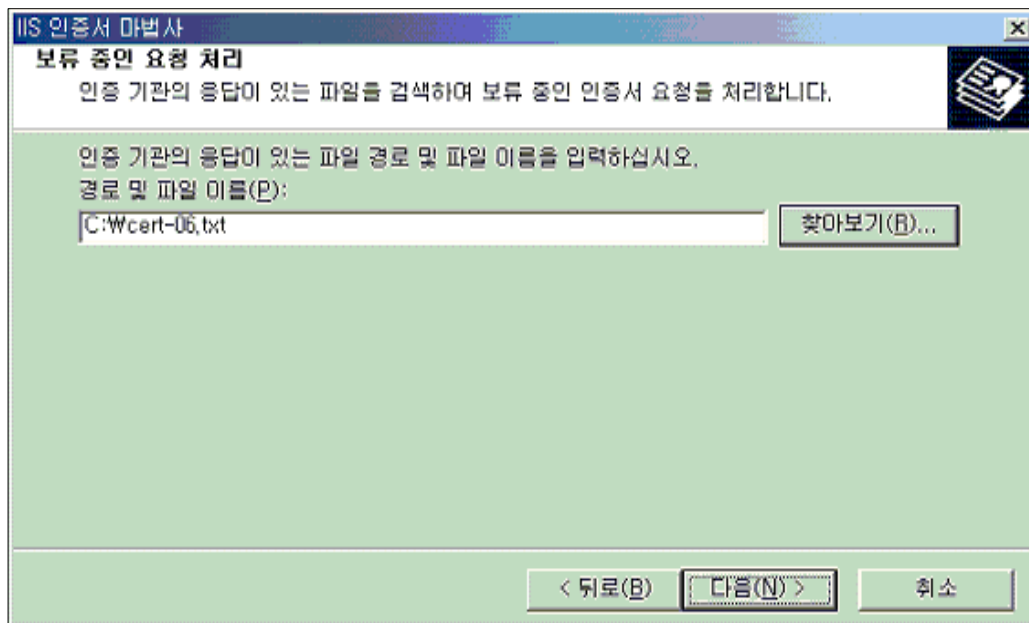 IIS 인증서 마법사
보류 중인 요청 처리
인증 기관의 응답이 있는 파일을 검색하여 보류 중인 인증서 요청을 처리합니다.
인증 기관의 응답이 있는 파일 경로 및 파일 이름을 입력하십시오.
경로 및 파일 이름(P):
C:₩cert-06.txt 찾아보기(R)...
< 뒤로(B) 다음(N) > 취소